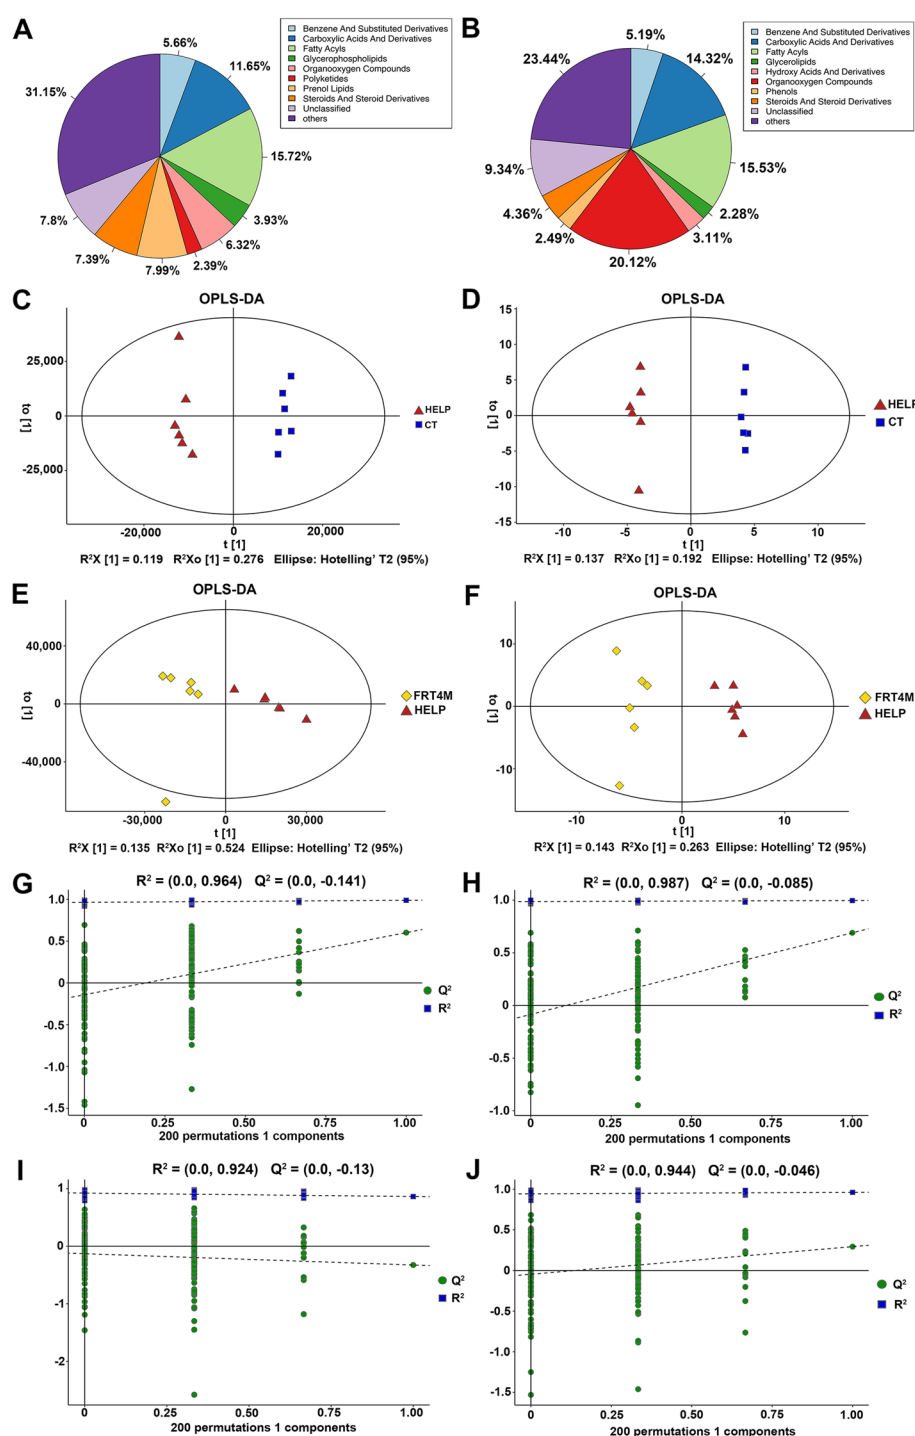 A
5.66%
11.65%
15.72%
3.93%
6.32%
2.39%
7.99%
7.39%
7.8%
31.15%
Benzene And Substituted Derivatives
Carboxylic Acids And Derivatives
Fatty Acyls
Glycerophospholipids
Organooxygen Compounds
Polyketides
Prenol Lipids
Steroids And Steroid Derivatives
Unclassified
others
B
5.19%
14.32%
15.53%
2.28%
3.11%
20.12%
2.49%
4.36%
9.34%
23.44%
Benzene And Substituted Derivatives
Carboxylic Acids And Derivatives
Fatty Acyls
Glycerolipids
Hydroxy Acids And Derivatives
Organooxygen Compounds
Phenols
Steroids And Steroid Derivatives
Unclassified
others
C
OPLS-DA
25,000
0
-25,000
to [1]
-20,000 0 20,000
t [1]
R²X [1] = 0.119 R²Xo [1] = 0.276 Ellipse: Hotelling' T2 (95%)
HELP
CT
D
OPLS-DA
15
10
5
0
-5
-10
-15
to [1]
-10 -5 0 5 10
t [1]
R²X [1] = 0.137 R²Xo [1] = 0.192 Ellipse: Hotelling' T2 (95%)
HELP
CT
E
OPLS-DA
40,000
0
-40,000
to [1]
-30,000 0 30,000
t [1]
R²X [1] = 0.135 R²Xo [1] = 0.524 Ellipse: Hotelling' T2 (95%)
FRT4M
HELP
F
OPLS-DA
10
0
-10
to [1]
-10 0 10
t [1]
R²X [1] = 0.143 R²Xo [1] = 0.263 Ellipse: Hotelling' T2 (95%)
FRT4M
HELP
G
R² = (0.0, 0.964) Q² = (0.0, -0.141)
1.0
0.5
0
-0.5
-1.0
-1.5
0 0.25 0.50 0.75 1.00
200 permutations 1 components
Q²
R²
H
R² = (0.0, 0.987) Q² = (0.0, -0.085)
1.0
0.5
0
-0.5
-1.0
0 0.25 0.50 0.75 1.00
200 permutations 1 components
Q²
R²
I
R² = (0.0, 0.924) Q² = (0.0, -0.13)
1
0
-1
-2
0 0.25 0.50 0.75 1.00
200 permutations 1 components
Q²
R²
J
R² = (0.0, 0.944) Q² = (0.0, -0.046)
1.0
0.5
0
-0.5
-1.0
-1.5
0 0.25 0.50 0.75 1.00
200 permutations 1 components
Q²
R²